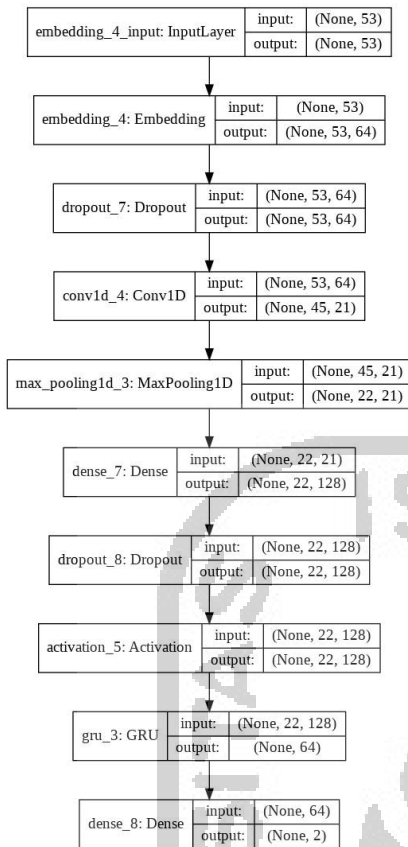 embedding_4_input: InputLayer input: (None, 53)
output: (None, 53)
embedding_4: Embedding input: (None, 53)
output: (None, 53, 64)
dropout_7: Dropout input: (None, 53, 64)
output: (None, 53, 64)
conv1d_4: Conv1D input: (None, 53, 64)
output: (None, 45, 21)
max_pooling1d_3: MaxPooling1D input: (None, 45, 21)
output: (None, 22, 21)
dense_7: Dense input: (None, 22, 21)
output: (None, 22, 128)
dropout_8: Dropout input: (None, 22, 128)
output: (None, 22, 128)
activation_5: Activation input: (None, 22, 128)
output: (None, 22, 128)
gru_3: GRU input: (None, 22, 128)
output: (None, 64)
dense_8: Dense input: (None, 64)
output: (None, 2)